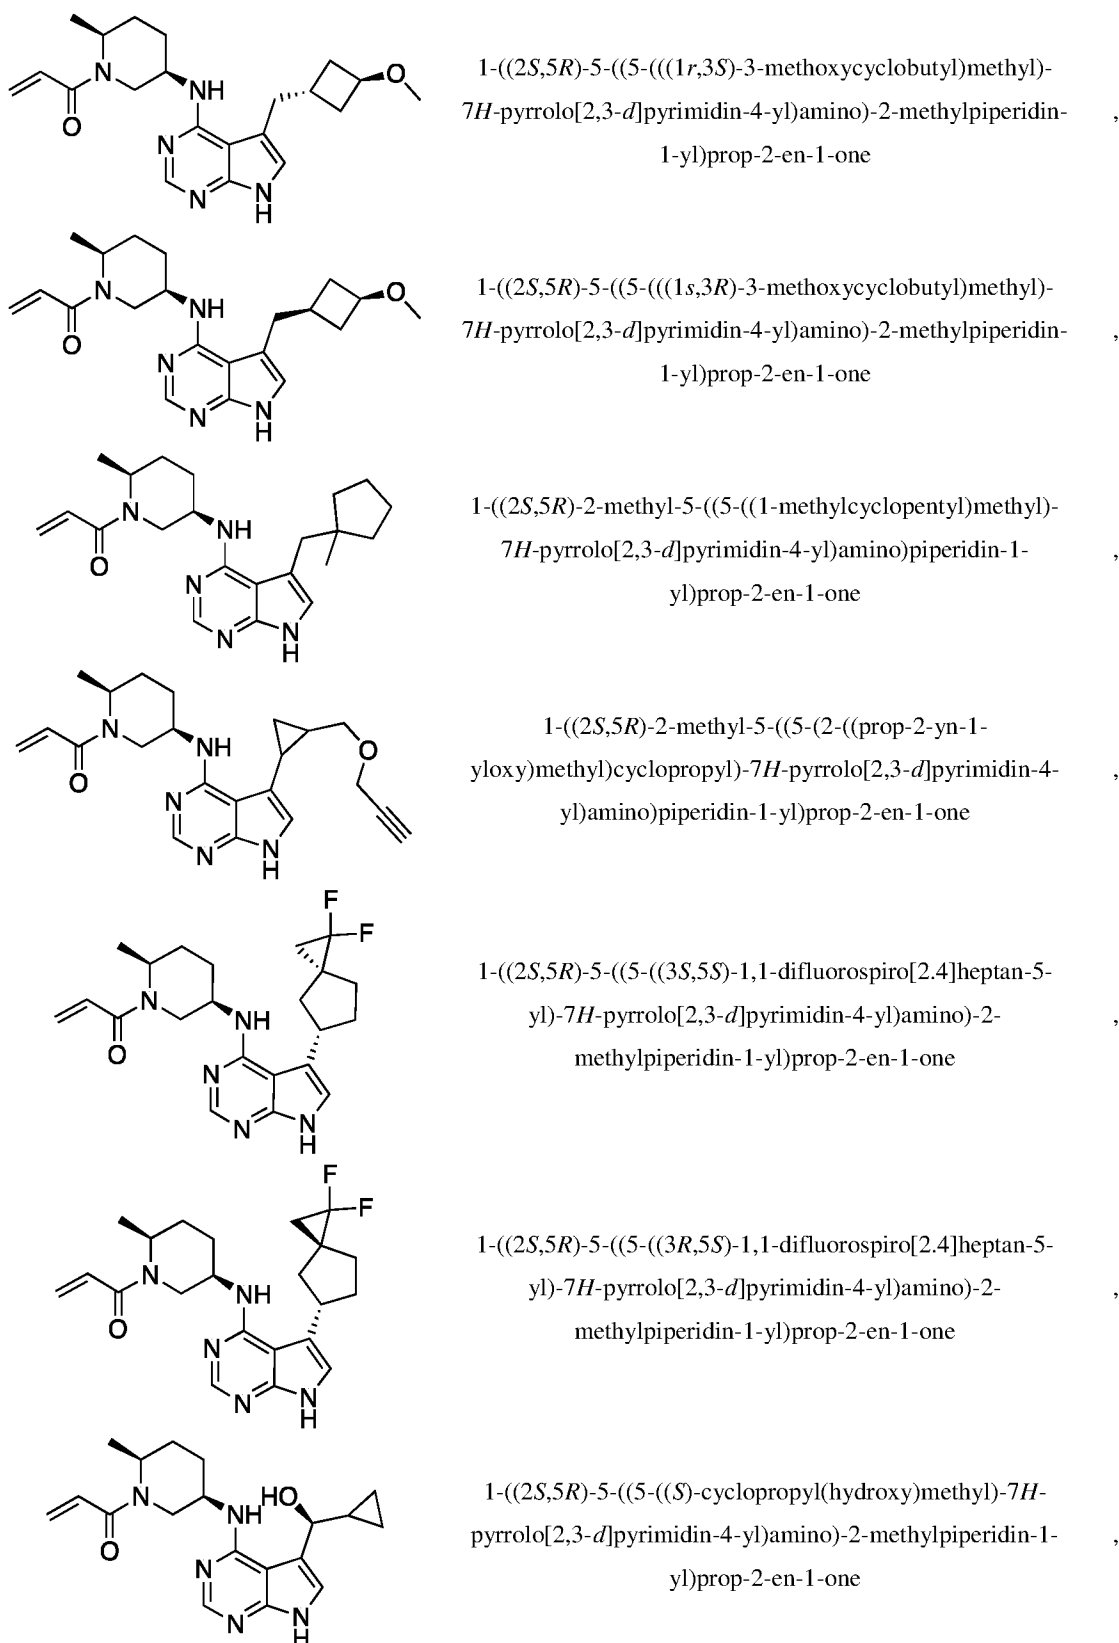 N
O
NH
O
N
N
N
H
1-((2S,5R)-5-((5-(((1r,3S)-3-methoxycyclobutyl)methyl)-
7H-pyrrolo[2,3-d]pyrimidin-4-yl)amino)-2-methylpiperidin- ,
1-yl)prop-2-en-1-one
N
O
NH
O
N
N
N
H
1-((2S,5R)-5-((5-(((1s,3R)-3-methoxycyclobutyl)methyl)-
7H-pyrrolo[2,3-d]pyrimidin-4-yl)amino)-2-methylpiperidin- ,
1-yl)prop-2-en-1-one
N
NH
O
N
N
N
H
1-((2S,5R)-2-methyl-5-((5-((1-methylcyclopentyl)methyl)-
7H-pyrrolo[2,3-d]pyrimidin-4-yl)amino)piperidin-1- ,
yl)prop-2-en-1-one
N
NH
O
O
N
N
N
H
1-((2S,5R)-2-methyl-5-((5-(2-((prop-2-yn-1-
yloxy)methyl)cyclopropyl)-7H-pyrrolo[2,3-d]pyrimidin-4- ,
yl)amino)piperidin-1-yl)prop-2-en-1-one
F
F
N
NH
O
N
N
N
H
1-((2S,5R)-5-((5-((3S,5S)-1,1-difluorospiro[2.4]heptan-5-
yl)-7H-pyrrolo[2,3-d]pyrimidin-4-yl)amino)-2- ,
methylpiperidin-1-yl)prop-2-en-1-one
F
F
N
NH
O
N
N
N
H
1-((2S,5R)-5-((5-((3R,5S)-1,1-difluorospiro[2.4]heptan-5-
yl)-7H-pyrrolo[2,3-d]pyrimidin-4-yl)amino)-2- ,
methylpiperidin-1-yl)prop-2-en-1-one
N
NH
HO
O
N
N
N
H
1-((2S,5R)-5-((5-((S)-cyclopropyl(hydroxy)methyl)-7H-
pyrrolo[2,3-d]pyrimidin-4-yl)amino)-2-methylpiperidin-1- ,
yl)prop-2-en-1-one